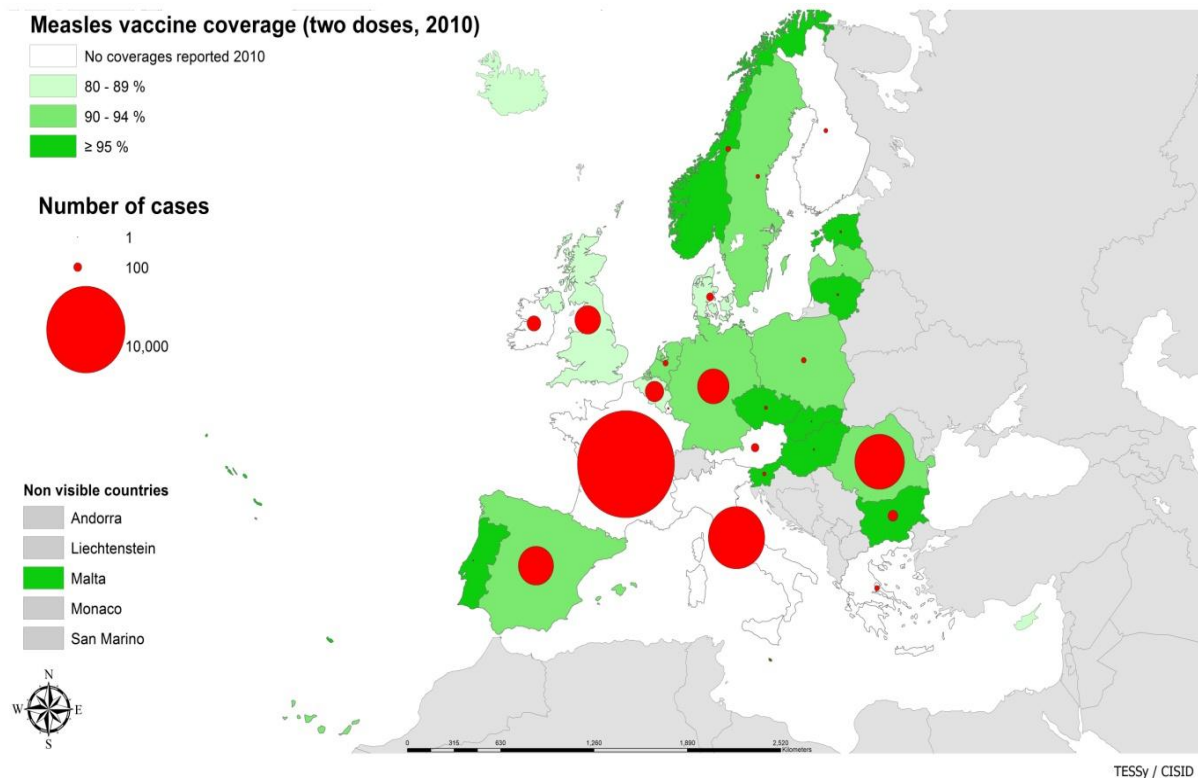 Measles vaccine coverage (two doses, 2010)
No coverages reported 2010
80 - 89 %
90 - 94 %
≥ 95 %
Number of cases
1
100
10,000
Non visible countries
Andorra
Liechtenstein
Malta
Monaco
San Marino
N
W E
S
0 315 630 1,260 1,890 2,520
Kilometers
TESSy / CISID